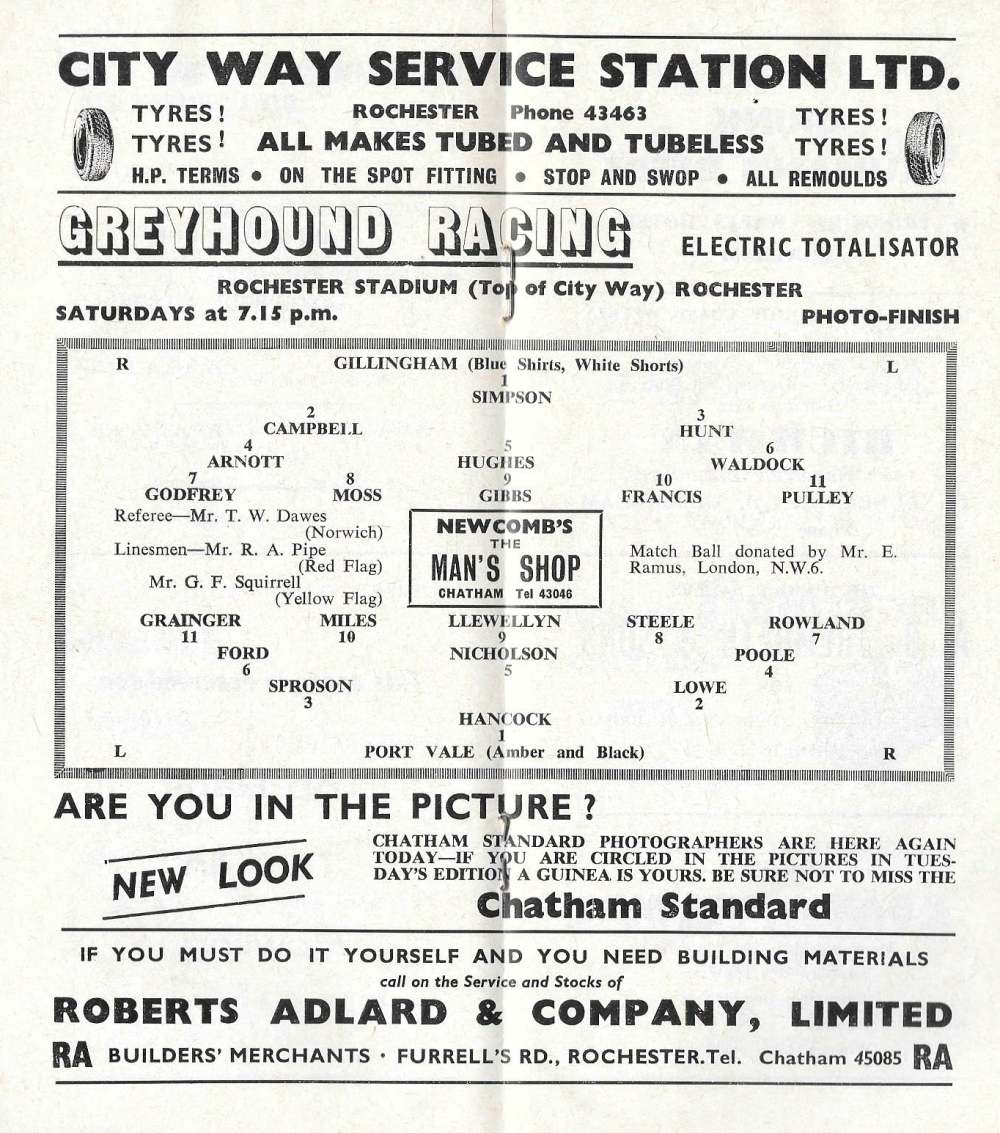 CITY WAY SERVICE STATION LTD.
TYRES! ROCHESTER Phone 43463 TYRES!
TYRES! ALL MAKES TUBED AND TUBELESS TYRES!
H.P. TERMS • ON THE SPOT FITTING • STOP AND SWOP • ALL REMOULDS
GREYHOUND RACING ELECTRIC TOTALISATOR
ROCHESTER STADIUM (Top of City Way) ROCHESTER
SATURDAYS at 7.15 p.m. PHOTO-FINISH
R GILLINGHAM (Blue Shirts, White Shorts) L
1
SIMPSON
2 3
CAMPBELL HUNT
4 5 6
ARNOTT HUGHES WALDOCK
7 8 9 10 11
GODFREY MOSS GIBBS FRANCIS PULLEY
Referee—Mr. T. W. Dawes
(Norwich)
Linesmen—Mr. R. A. Pipe
(Red Flag)
Mr. G. F. Squirrell
(Yellow Flag)
NEWCOMB'S
THE
MAN'S SHOP
CHATHAM Tel 43046
Match Ball donated by Mr. E.
Ramus, London, N.W.6.
GRAINGER MILES LLEWELLYN STEELE ROWLAND
11 10 9 8 7
FORD NICHOLSON POOLE
6 5 4
SPROSON LOWE
3 2
HANCOCK
1
L PORT VALE (Amber and Black) R
ARE YOU IN THE PICTURE?
NEW LOOK
CHATHAM STANDARD PHOTOGRAPHERS ARE HERE AGAIN
TODAY—IF YOU ARE CIRCLED IN THE PICTURES IN TUES-
DAY'S EDITION A GUINEA IS YOURS. BE SURE NOT TO MISS THE
Chatham Standard
IF YOU MUST DO IT YOURSELF AND YOU NEED BUILDING MATERIALS
call on the Service and Stocks of
ROBERTS ADLARD & COMPANY, LIMITED
RA BUILDERS' MERCHANTS · FURRELL'S RD., ROCHESTER. Tel. Chatham 45085 RA